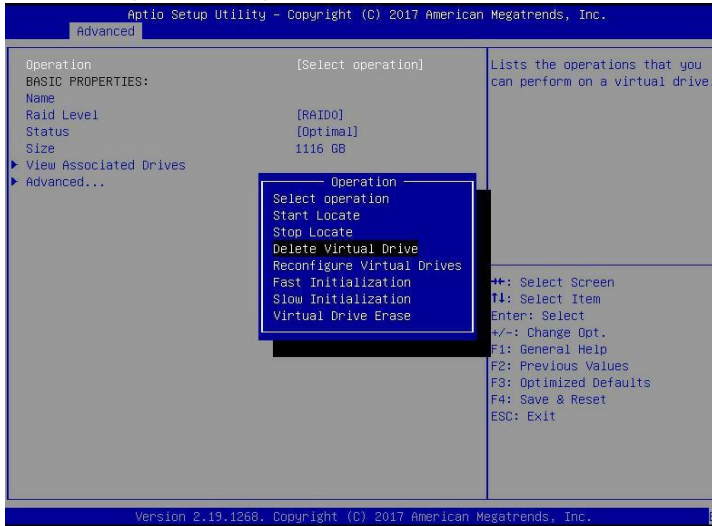 Aptio Setup Utility – Copyright (C) 2017 American Megatrends, Inc.
Advanced
Operation [Select operation]
BASIC PROPERTIES:
Name
Raid Level [RAID0]
Status [Optimal]
Size 1116 GB
View Associated Drives
Advanced...
Operation
Select operation
Start Locate
Stop Locate
Delete Virtual Drive
Reconfigure Virtual Drives
Fast Initialization
Slow Initialization
Virtual Drive Erase
Lists the operations that you
can perform on a virtual drive.
→←: Select Screen
↑↓: Select Item
Enter: Select
+/-: Change Opt.
F1: General Help
F2: Previous Values
F3: Optimized Defaults
F4: Save & Reset
ESC: Exit
Version 2.19.1268. Copyright (C) 2017 American Megatrends, Inc.